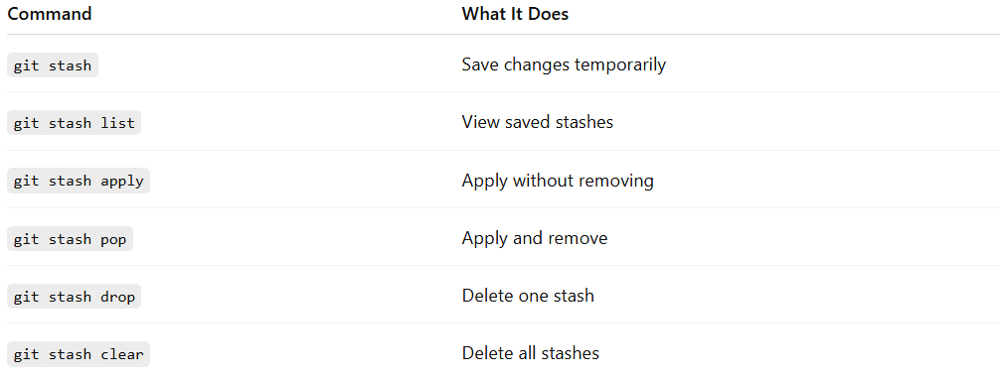 Command What It Does
git stash Save changes temporarily
git stash list View saved stashes
git stash apply Apply without removing
git stash pop Apply and remove
git stash drop Delete one stash
git stash clear Delete all stashes